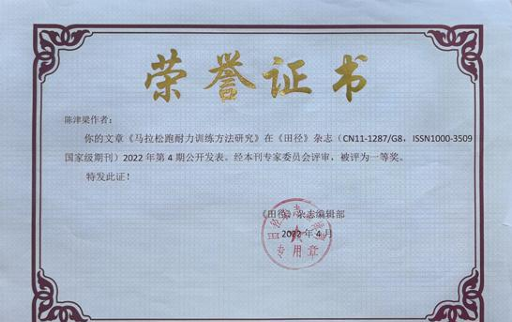 荣誉证书
陈津梁作者：
你的文章《马拉松跑耐力训练方法研究》在《田径》杂志（CN11-1287/G8，ISSN1000-3509
国家级期刊）2022年第4期公开发表。经本刊专家委员会评审，被评为一等奖。
特发此证！
《田径》杂志编辑部
2022年4月
专用章